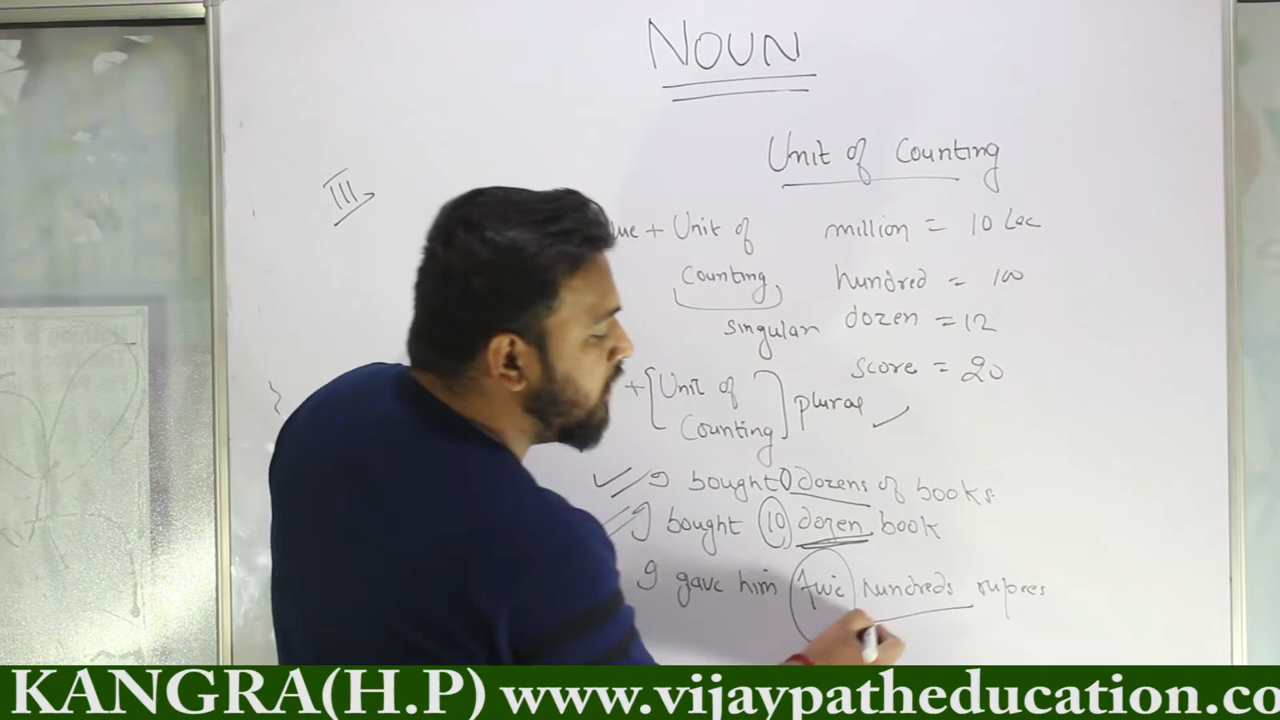 NOUN
Unit of Counting
III
+ Unit of
Counting
singular
million = 10 Lac
hundred = 100
dozen = 12
score = 20
+ [Unit of
Counting] plural
I bought dozens of books
I bought 10 dozen book
I gave him five hundreds rupees
KANGRA(H.P) www.vijaypatheducation.co